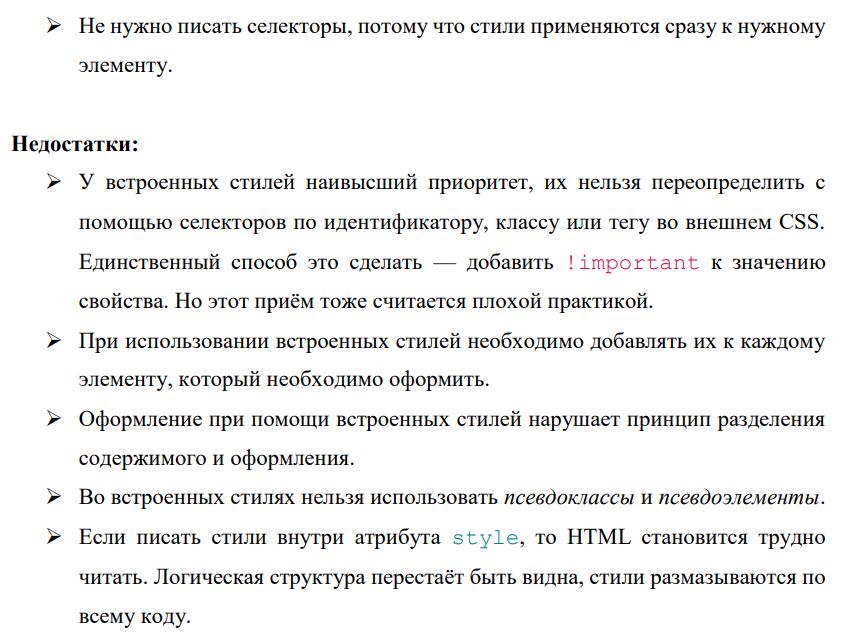 ➢ Не нужно писать селекторы, потому что стили применяются сразу к нужному
элементу.
Недостатки:
➢ У встроенных стилей наивысший приоритет, их нельзя переопределить с
помощью селекторов по идентификатору, классу или тегу во внешнем CSS.
Единственный способ это сделать — добавить !important к значению
свойства. Но этот приём тоже считается плохой практикой.
➢ При использовании встроенных стилей необходимо добавлять их к каждому
элементу, который необходимо оформить.
➢ Оформление при помощи встроенных стилей нарушает принцип разделения
содержимого и оформления.
➢ Во встроенных стилях нельзя использовать псевдоклассы и псевдоэлементы.
➢ Если писать стили внутри атрибута style, то HTML становится трудно
читать. Логическая структура перестаёт быть видна, стили размазываются по
всему коду.